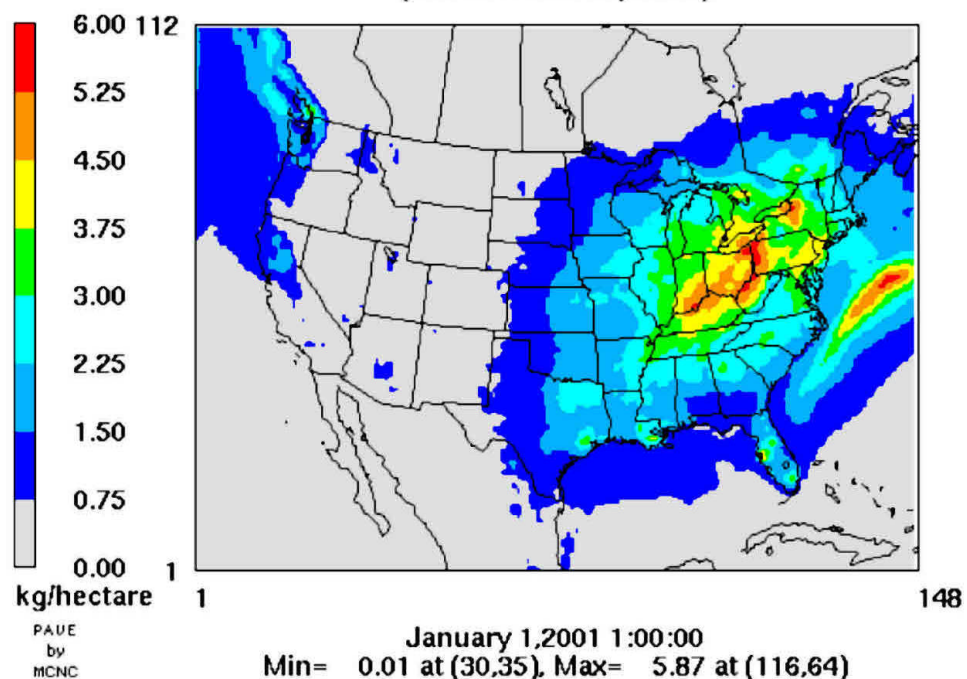 6.00
5.25
4.50
3.75
3.00
2.25
1.50
0.75
0.00
kg/hectare
112
1
1
148
PAVE
by
MCNC
January 1,2001 1:00:00
Min= 0.01 at (30,35), Max= 5.87 at (116,64)